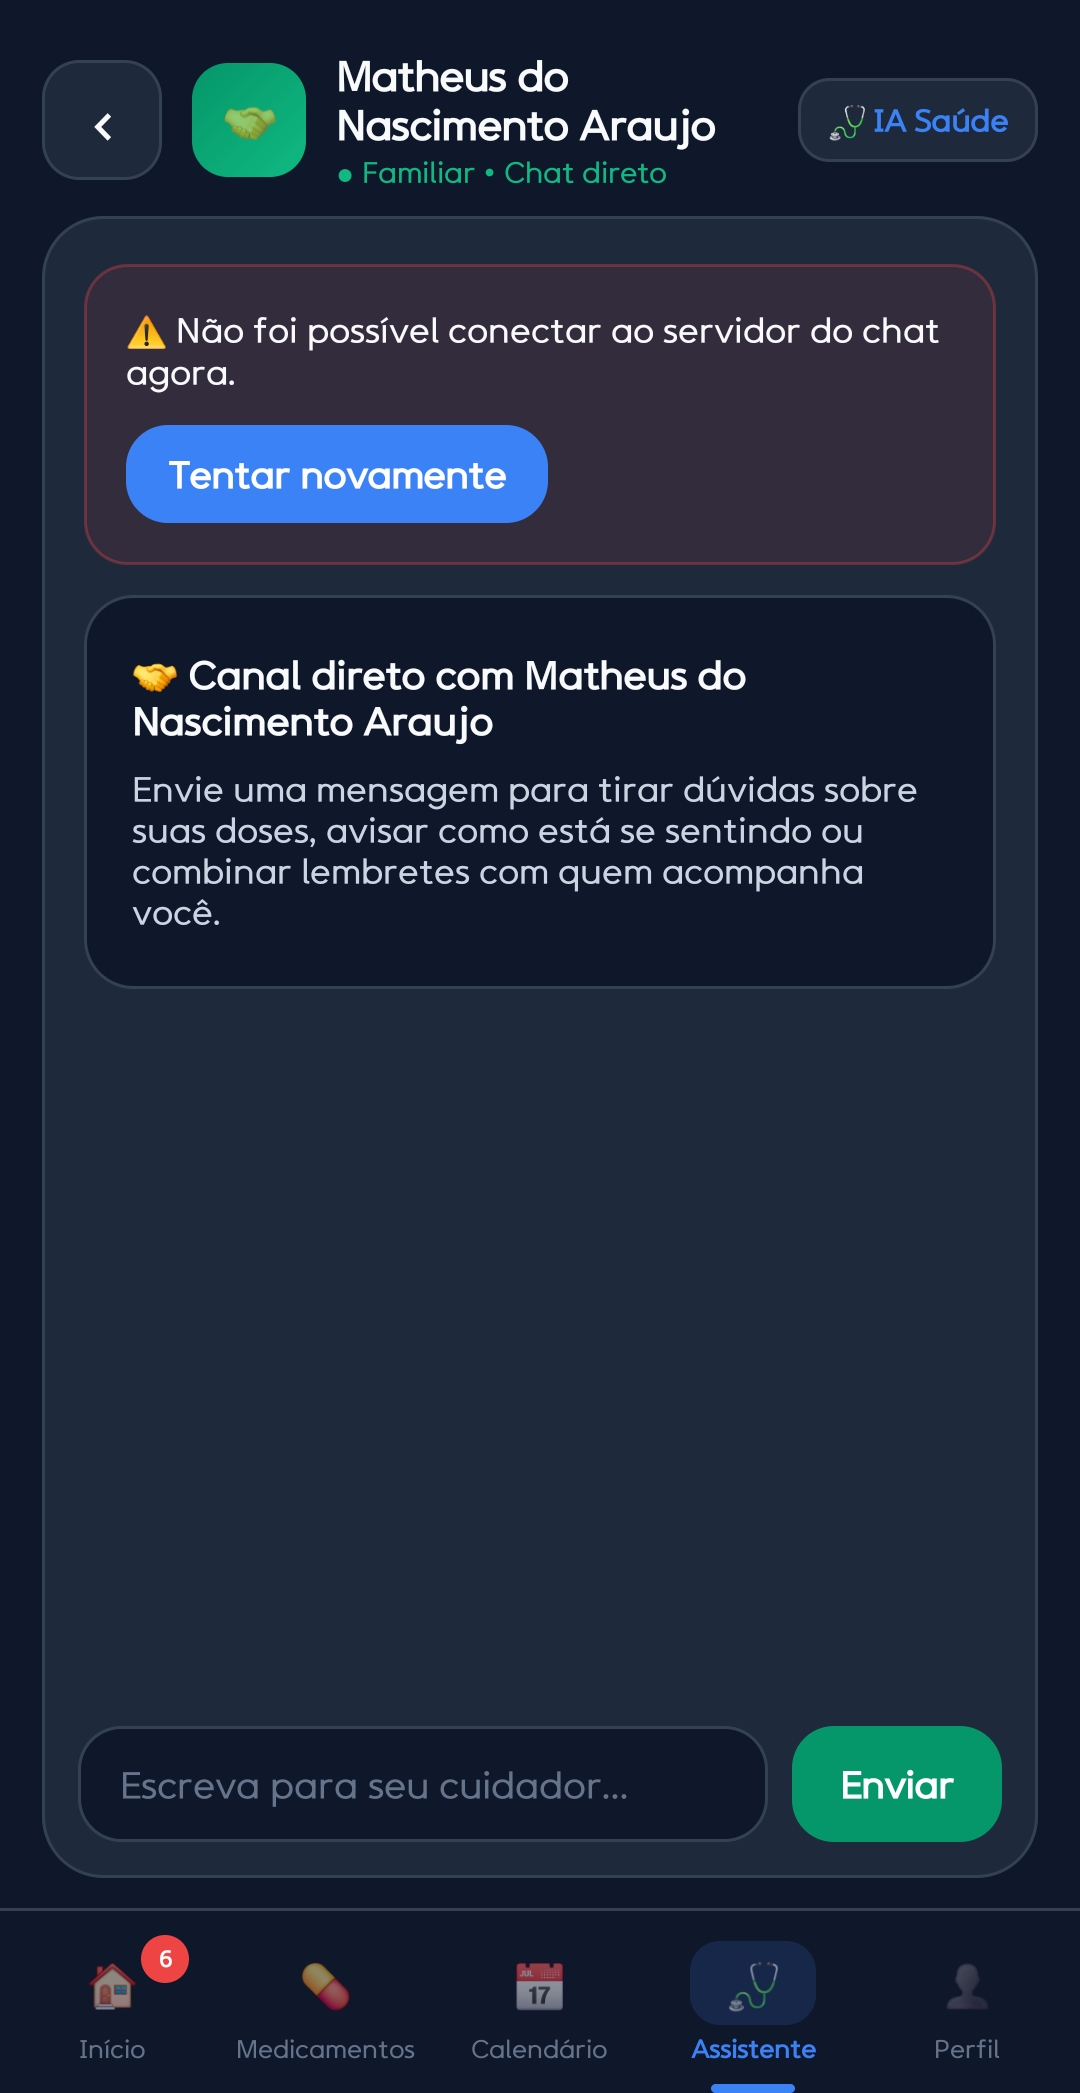 Matheus do
Nascimento Araujo
● Familiar • Chat direto
IA Saúde
⚠️ Não foi possível conectar ao servidor do chat
agora.
Tentar novamente
🤝 Canal direto com Matheus do
Nascimento Araujo
Envie uma mensagem para tirar dúvidas sobre
suas doses, avisar como está se sentindo ou
combinar lembretes com quem acompanha
você.
Escreva para seu cuidador...
Enviar
6
JUL
17
Início
Medicamentos
Calendário
Assistente
Perfil